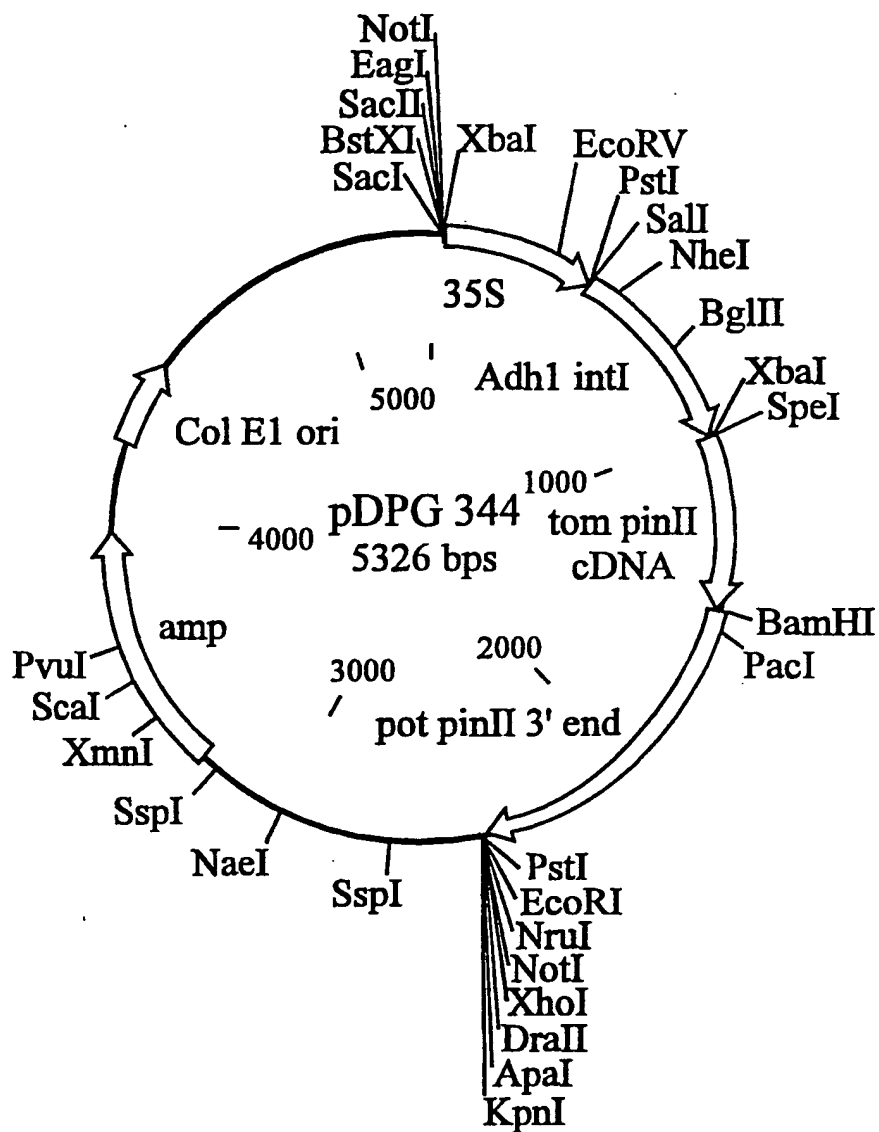 NotI
EagI
SacII
BstXI
SacI
XbaI
EcoRV
PstI
SalI
NheI
BglII
XbaI
SpeI
35S
Adh1 intI
5000
Col E1 ori
1000
pDPG 344
5326 bps
4000
tom pinII
cDNA
amp
BamHI
PacI
2000
3000
pot pinII 3' end
PvuI
ScaI
XmnI
SspI
NaeI
SspI
PstI
EcoRI
NruI
NotI
XhoI
DraII
ApaI
KpnI